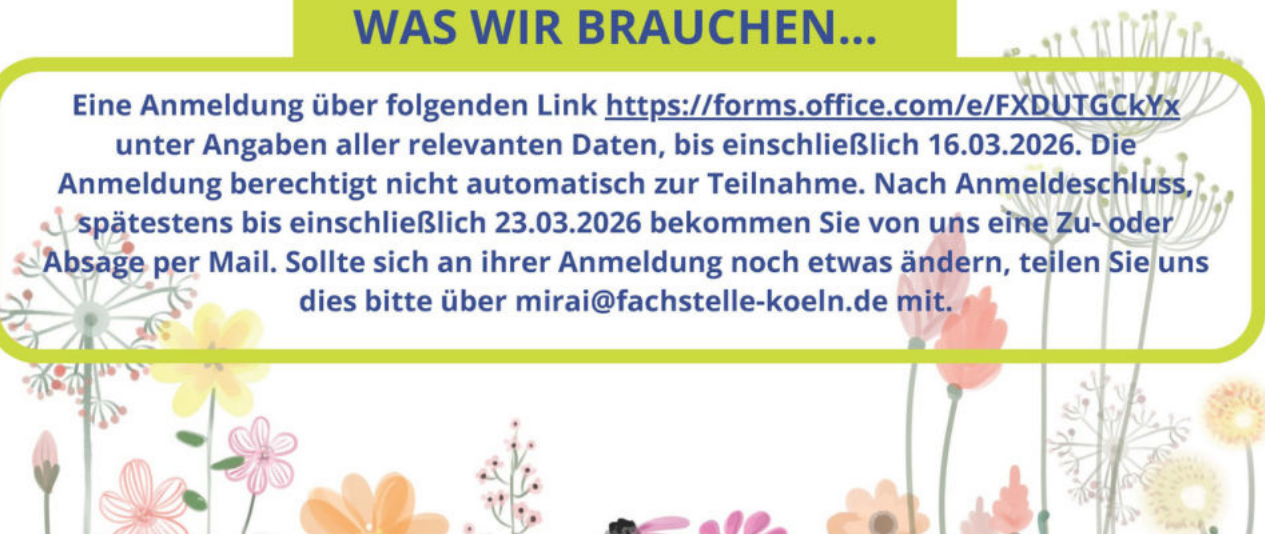 WAS WIR BRAUCHEN...
Eine Anmeldung über folgenden Link https://forms.office.com/e/FXDUTGCkYx
unter Angaben aller relevanten Daten, bis einschließlich 16.03.2026. Die
Anmeldung berechtigt nicht automatisch zur Teilnahme. Nach Anmeldeschluss,
spätestens bis einschließlich 23.03.2026 bekommen Sie von uns eine Zu- oder
Absage per Mail. Sollte sich an ihrer Anmeldung noch etwas ändern, teilen Sie uns
dies bitte über mirai@fachstelle-koeln.de mit.